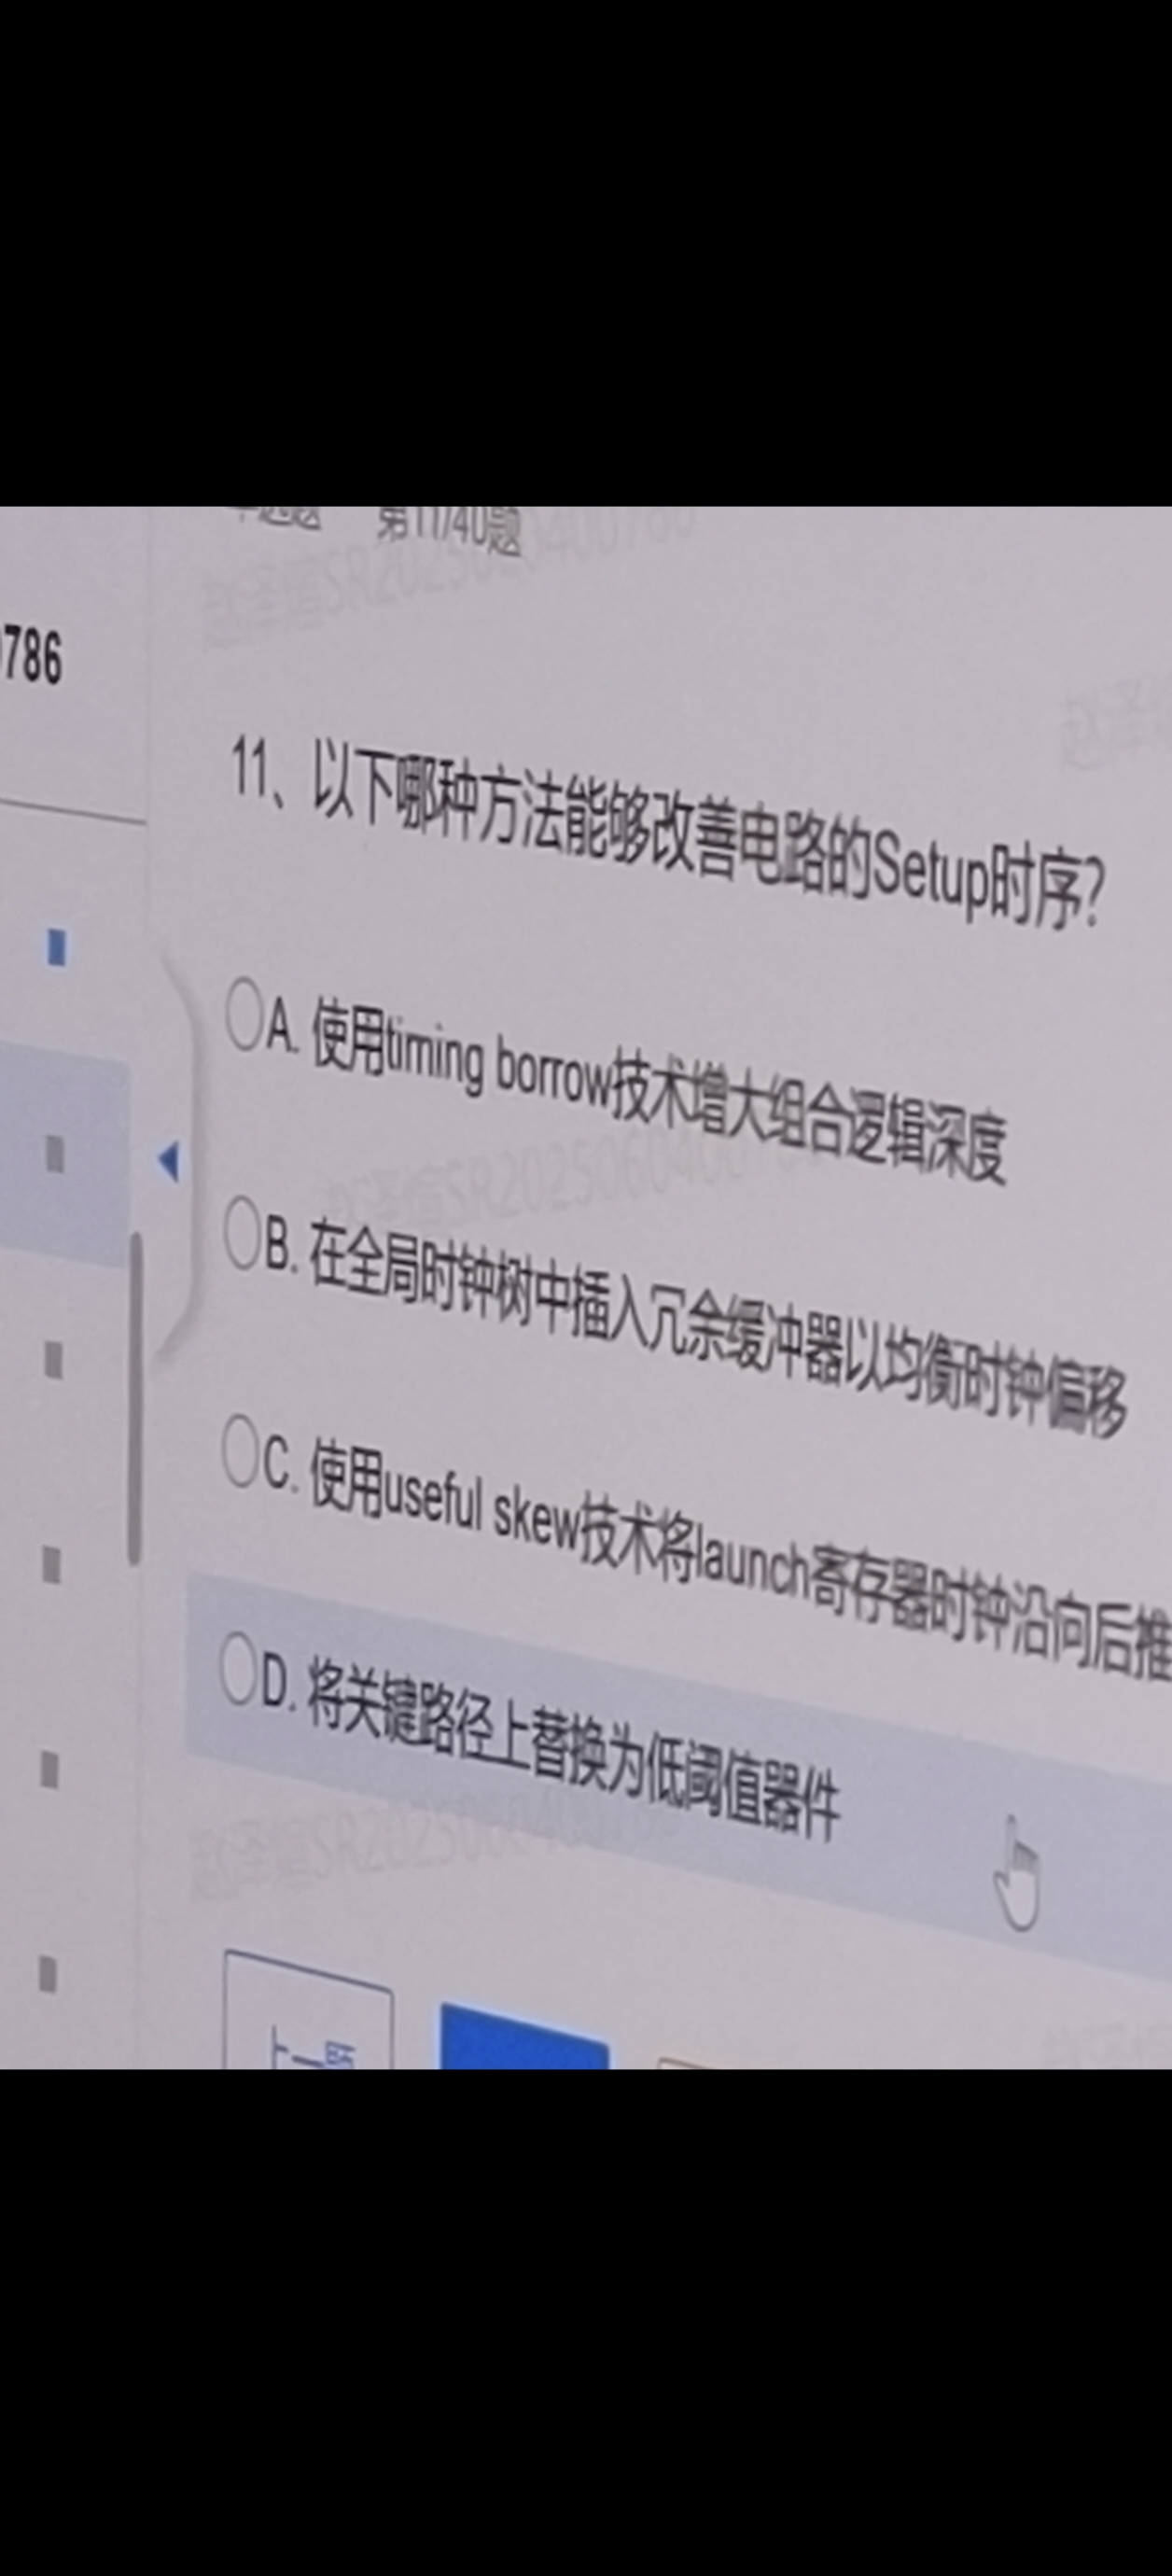 第11/40题
0786
11、以下哪种方法能够改善电路的Setup时序?
A. 使用timing borrow技术增大组合逻辑深度
B. 在全局时钟树中插入冗余缓冲器以均衡时钟偏移
C. 使用useful skew技术将launch寄存器时钟沿向后推
D. 将关键路径上替换为低阈值器件
上一题